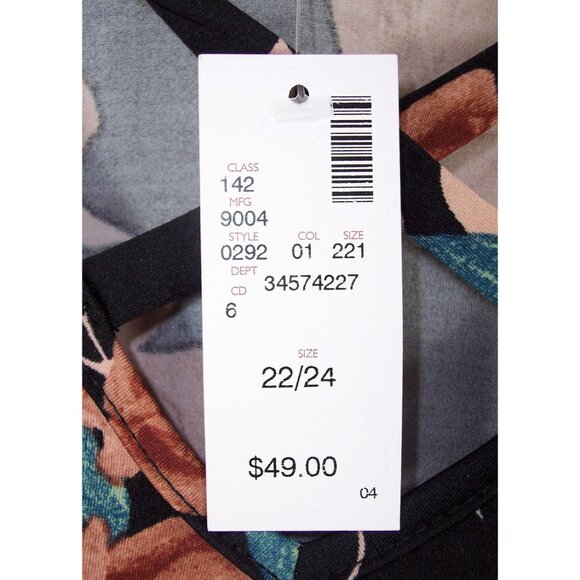 CLASS
142
MFG
9004
STYLE COL SIZE
0292 01 221
DEPT 34574227
CD
6
SIZE
22/24
$49.00
04